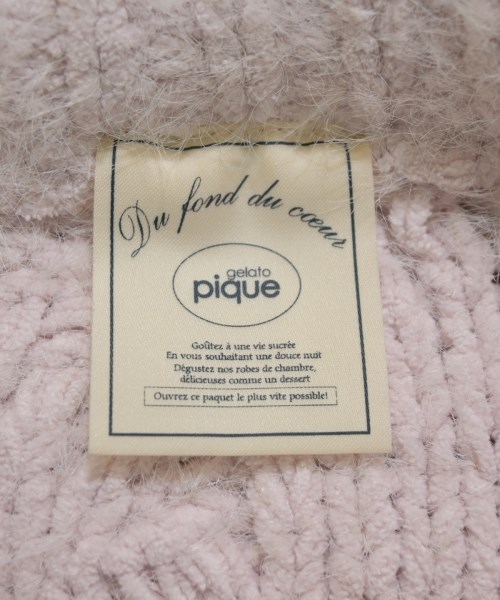 Du fond du cœur
gelato
pique
Goûtez à une vie sucrée
En vous souhaitant une douce nuit
Dégustez nos robes de chambre,
délicieuses comme un dessert
Ouvrez ce paquet le plus vite possible!